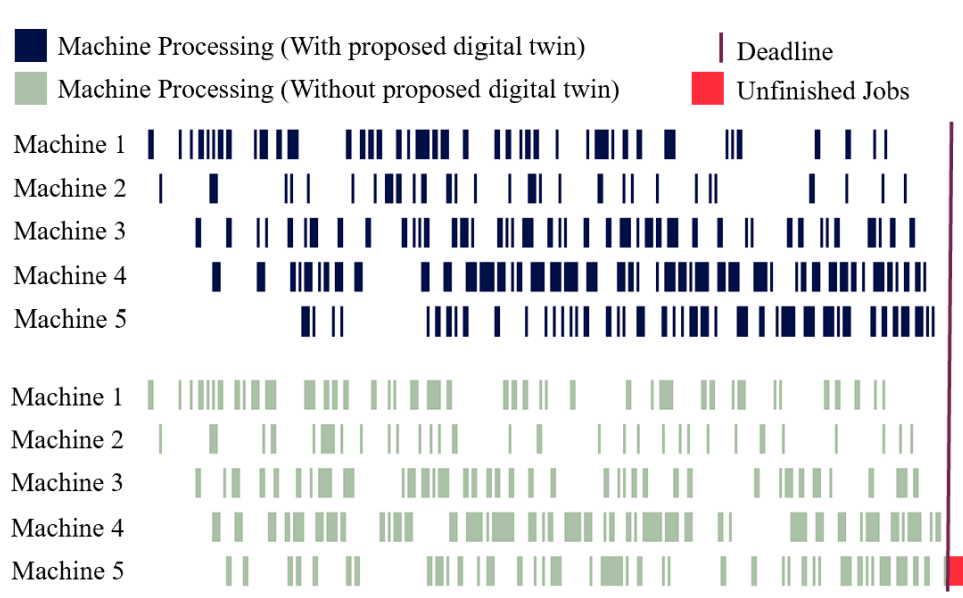 Machine Processing (With proposed digital twin)
Deadline
Machine Processing (Without proposed digital twin)
Unfinished Jobs
Machine 1
Machine 2
Machine 3
Machine 4
Machine 5
Machine 1
Machine 2
Machine 3
Machine 4
Machine 5